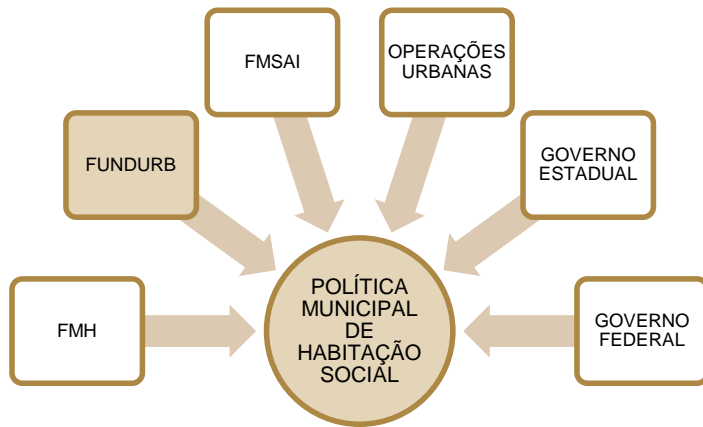 FMSAI
OPERAÇÕES
URBANAS
FUNDURB
GOVERNO
ESTADUAL
FMH
POLÍTICA
MUNICIPAL
DE
HABITAÇÃO
SOCIAL
GOVERNO
FEDERAL